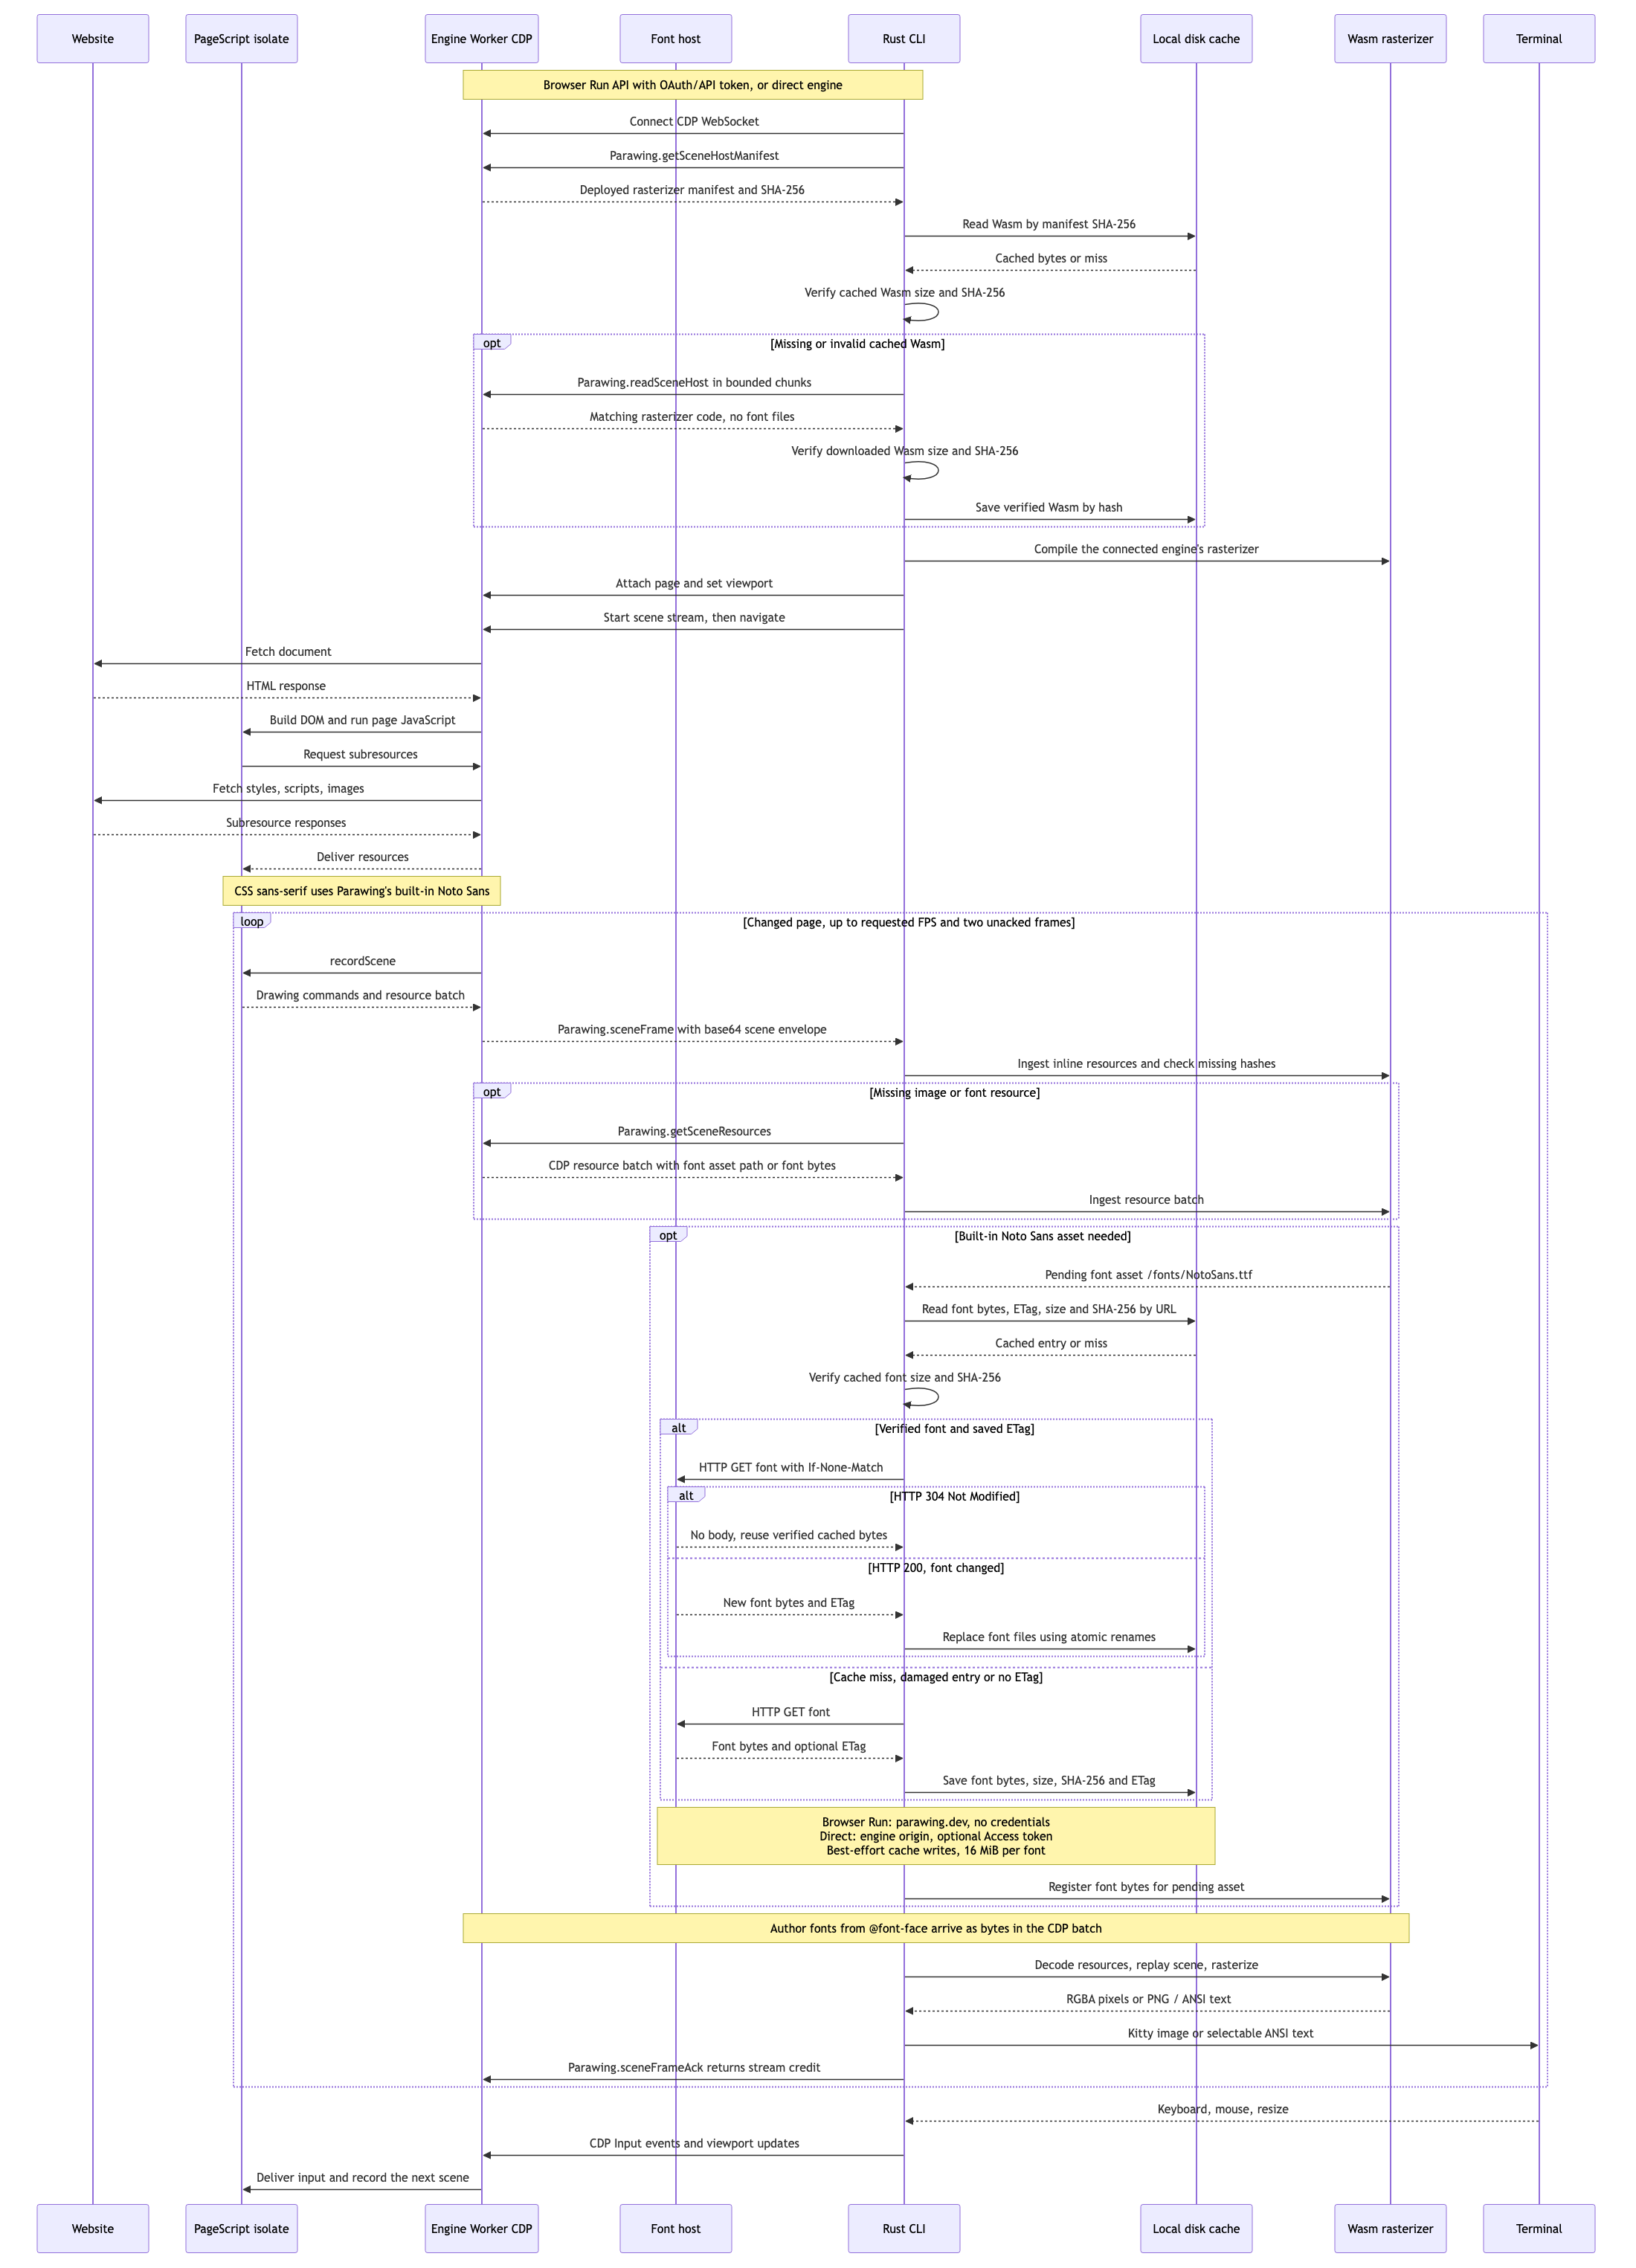 Website
PageScript isolate
Engine Worker CDP
Font host
Rust CLI
Local disk cache
Wasm rasterizer
Terminal
Browser Run API with OAuth/API token, or direct engine
Connect CDP WebSocket
Parawing.getSceneHostManifest
Deployed rasterizer manifest and SHA-256
Read Wasm by manifest SHA-256
Cached bytes or miss
Verify cached Wasm size and SHA-256
opt
[Missing or invalid cached Wasm]
Parawing.readSceneHost in bounded chunks
Matching rasterizer code, no font files
Verify downloaded Wasm size and SHA-256
Save verified Wasm by hash
Compile the connected engine's rasterizer
Attach page and set viewport
Start scene stream, then navigate
Fetch document
HTML response
Build DOM and run page JavaScript
Request subresources
Fetch styles, scripts, images
Subresource responses
Deliver resources
CSS sans-serif uses Parawing's built-in Noto Sans
loop
[Changed page, up to requested FPS and two unacked frames]
recordScene
Drawing commands and resource batch
Parawing.sceneFrame with base64 scene envelope
Ingest inline resources and check missing hashes
opt
[Missing image or font resource]
Parawing.getSceneResources
CDP resource batch with font asset path or font bytes
Ingest resource batch
opt
[Built-in Noto Sans asset needed]
Pending font asset /fonts/NotoSans.ttf
Read font bytes, ETag, size and SHA-256 by URL
Cached entry or miss
Verify cached font size and SHA-256
alt
[Verified font and saved ETag]
HTTP GET font with If-None-Match
alt
[HTTP 304 Not Modified]
No body, reuse verified cached bytes
[HTTP 200, font changed]
New font bytes and ETag
Replace font files using atomic renames
[Cache miss, damaged entry or no ETag]
HTTP GET font
Font bytes and optional ETag
Save font bytes, size, SHA-256 and ETag
Browser Run: parawing.dev, no credentials
Direct: engine origin, optional Access token
Best-effort cache writes, 16 MiB per font
Register font bytes for pending asset
Author fonts from @font-face arrive as bytes in the CDP batch
Decode resources, replay scene, rasterize
RGBA pixels or PNG / ANSI text
Kitty image or selectable ANSI text
Parawing.sceneFrameAck returns stream credit
Keyboard, mouse, resize
CDP Input events and viewport updates
Deliver input and record the next scene
Website
PageScript isolate
Engine Worker CDP
Font host
Rust CLI
Local disk cache
Wasm rasterizer
Terminal